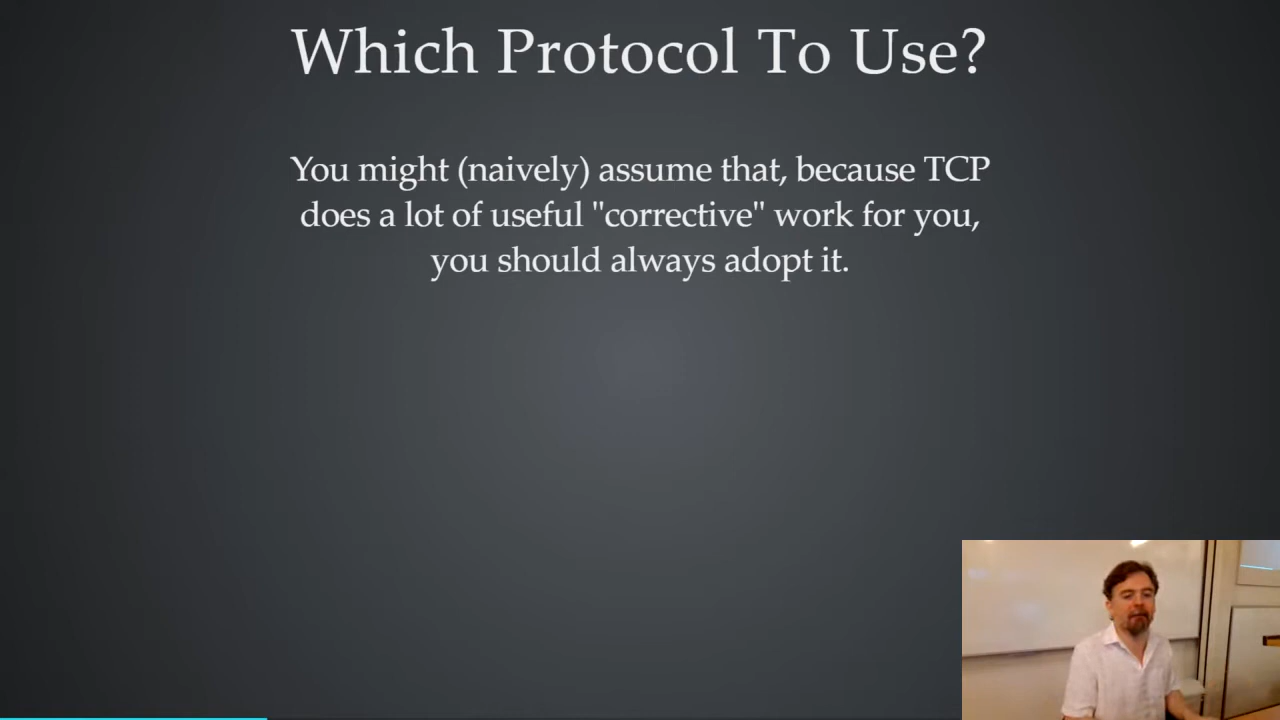 Which Protocol To Use?
You might (naively) assume that, because TCP
does a lot of useful "corrective" work for you,
you should always adopt it.